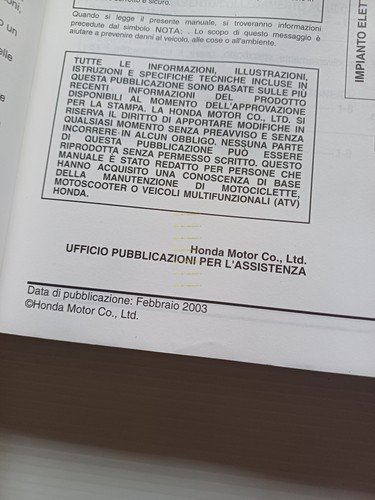 corretto e sicuro.
Quando si legge il presente manuale, si troveranno informazioni
precedute dal simbolo NOTA: . Lo scopo di questo messaggio è
aiutare a prevenire danni al veicolo, alle cose o all'ambiente.
TUTTE LE INFORMAZIONI, ILLUSTRAZIONI,
ISTRUZIONI E SPECIFICHE TECNICHE INCLUSE IN
QUESTA PUBBLICAZIONE SONO BASATE SULLE PIÙ
RECENTI INFORMAZIONI DEL PRODOTTO
DISPONIBILI AL MOMENTO DELL'APPROVAZIONE
PER LA STAMPA. LA HONDA MOTOR CO., LTD. SI
RISERVA IL DIRITTO DI APPORTARE MODIFICHE IN
QUALSIASI MOMENTO SENZA PREAVVISO E SENZA
INCORRERE IN ALCUN OBBLIGO. NESSUNA PARTE
DI QUESTA PUBBLICAZIONE PUÒ ESSERE
RIPRODOTTA SENZA PERMESSO SCRITTO. QUESTO
MANUALE È STATO REDATTO PER PERSONE CHE
HANNO ACQUISITO UNA CONOSCENZA DI BASE
DELLA MANUTENZIONE DI MOTOCICLETTE,
MOTOSCOOTER O VEICOLI MULTIFUNZIONALI (ATV)
HONDA.
Honda Motor Co., Ltd.
UFFICIO PUBBLICAZIONI PER L'ASSISTENZA
Data di pubblicazione: Febbraio 2003
©Honda Motor Co., Ltd.
IMPIANTO ELET